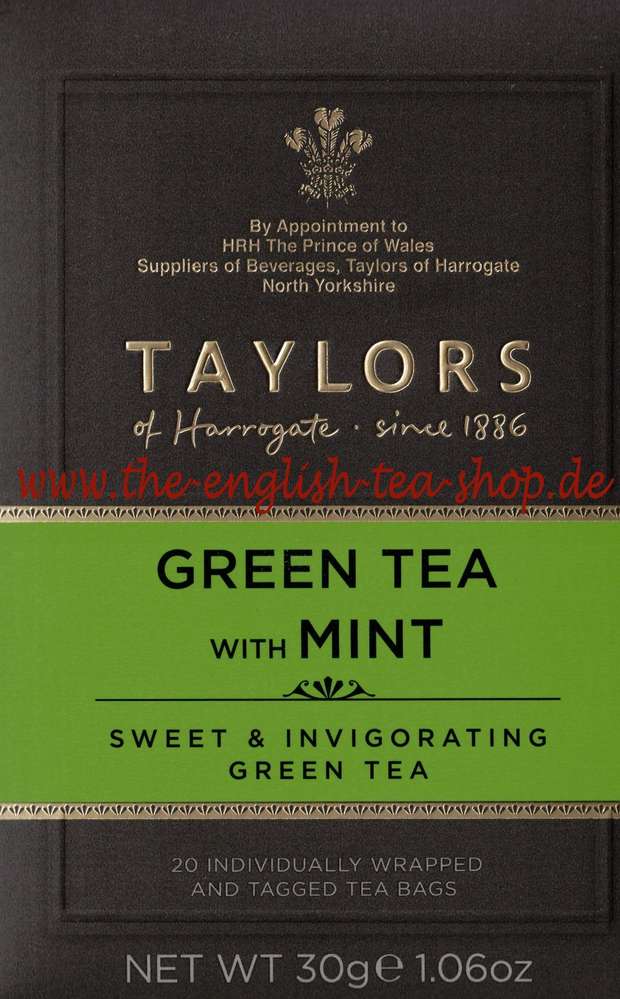 By Appointment to
HRH The Prince of Wales
Suppliers of Beverages, Taylors of Harrogate
North Yorkshire
TAYLORS
of Harrogate · since 1886
www.the-english-tea-shop.de
GREEN TEA
WITH MINT
SWEET & INVIGORATING
GREEN TEA
20 INDIVIDUALLY WRAPPED
AND TAGGED TEA BAGS
NET WT 30g℮ 1.06oz